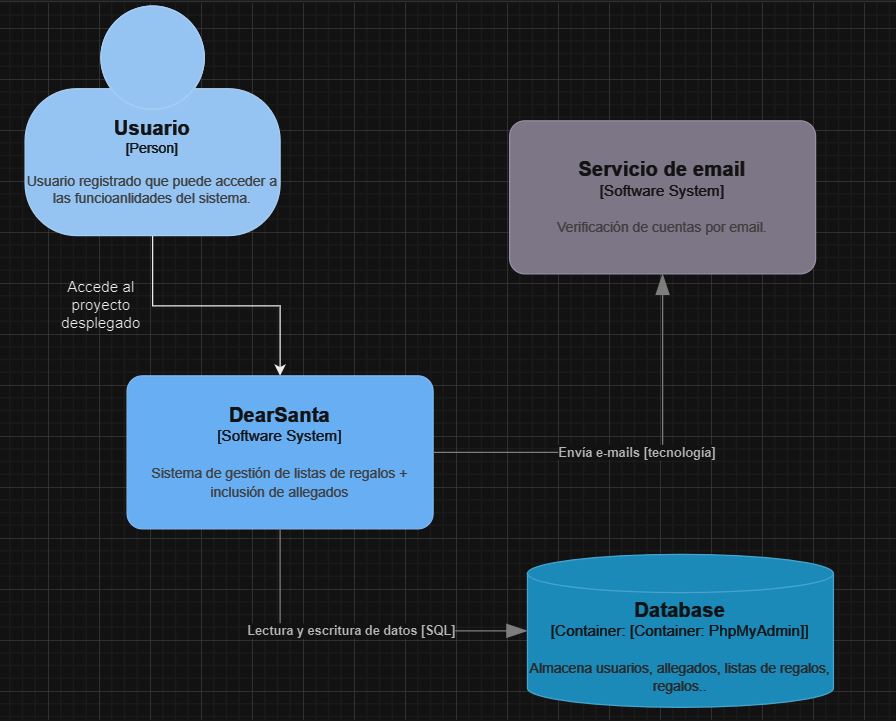 Usuario
[Person]
Usuario registrado que puede acceder a
las funcioanlidades del sistema.
Servicio de email
[Software System]
Verificación de cuentas por email.
Accede al
proyecto
desplegado
DearSanta
[Software System]
Sistema de gestión de listas de regalos +
inclusión de allegados
Envía e-mails [tecnología]
Lectura y escritura de datos [SQL]
Database
[Container: [Container: PhpMyAdmin]]
Almacena usuarios, allegados, listas de regalos,
regalos..